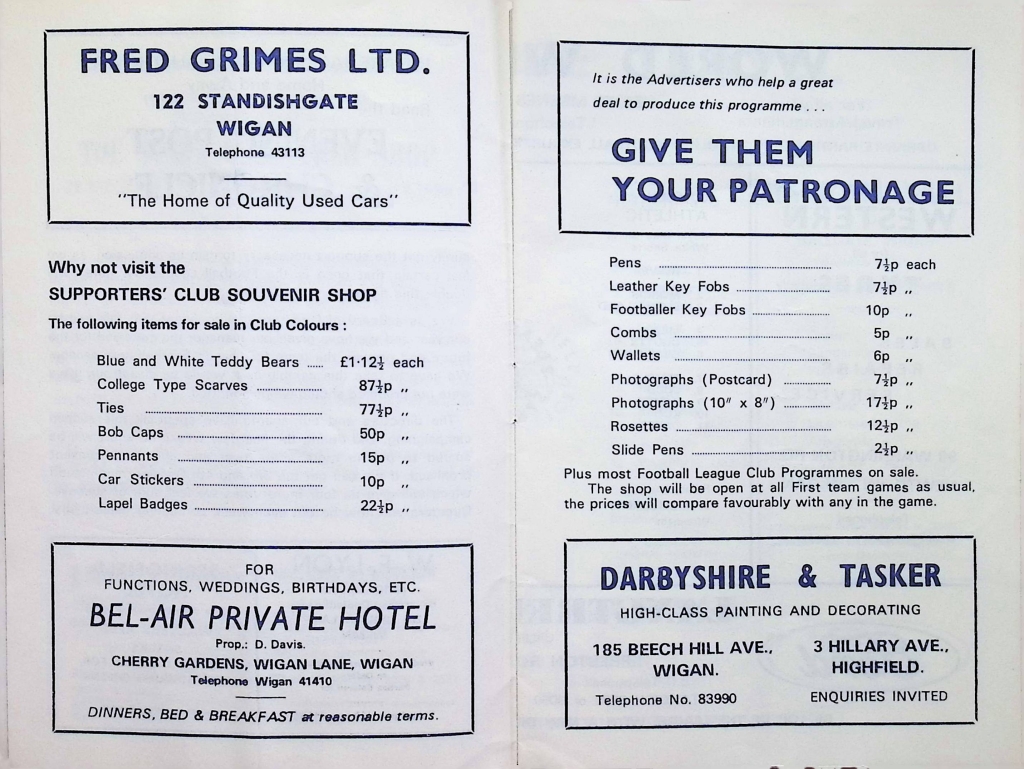 FRED GRIMES LTD.
122 STANDISHGATE
WIGAN
Telephone 43113
"The Home of Quality Used Cars"
Why not visit the
SUPPORTERS' CLUB SOUVENIR SHOP
The following items for sale in Club Colours :
Blue and White Teddy Bears ..... £1·12½ each
College Type Scarves ..................... 87½p ,,
Ties ..................... 77½p ,,
Bob Caps ..................... 50p ,,
Pennants ..................... 15p ,,
Car Stickers ..................... 10p ,,
Lapel Badges ..................... 22½p ,,
FOR
FUNCTIONS, WEDDINGS, BIRTHDAYS, ETC.
BEL-AIR PRIVATE HOTEL
Prop.: D. Davis.
CHERRY GARDENS, WIGAN LANE, WIGAN
Telephone Wigan 41410
DINNERS, BED & BREAKFAST at reasonable terms.
It is the Advertisers who help a great
deal to produce this programme . . .
GIVE THEM
YOUR PATRONAGE
Pens ..................... 7½p each
Leather Key Fobs ..................... 7½p ,,
Footballer Key Fobs ..................... 10p ,,
Combs ..................... 5p ,,
Wallets ..................... 6p ,,
Photographs (Postcard) ............ 7½p ,,
Photographs (10" x 8") ............ 17½p ,,
Rosettes ..................... 12½p ,,
Slide Pens ..................... 2½p ,,
Plus most Football League Club Programmes on sale.
The shop will be open at all First team games as usual,
the prices will compare favourably with any in the game.
DARBYSHIRE & TASKER
HIGH-CLASS PAINTING AND DECORATING
185 BEECH HILL AVE., 3 HILLARY AVE.,
WIGAN. HIGHFIELD.
Telephone No. 83990 ENQUIRIES INVITED